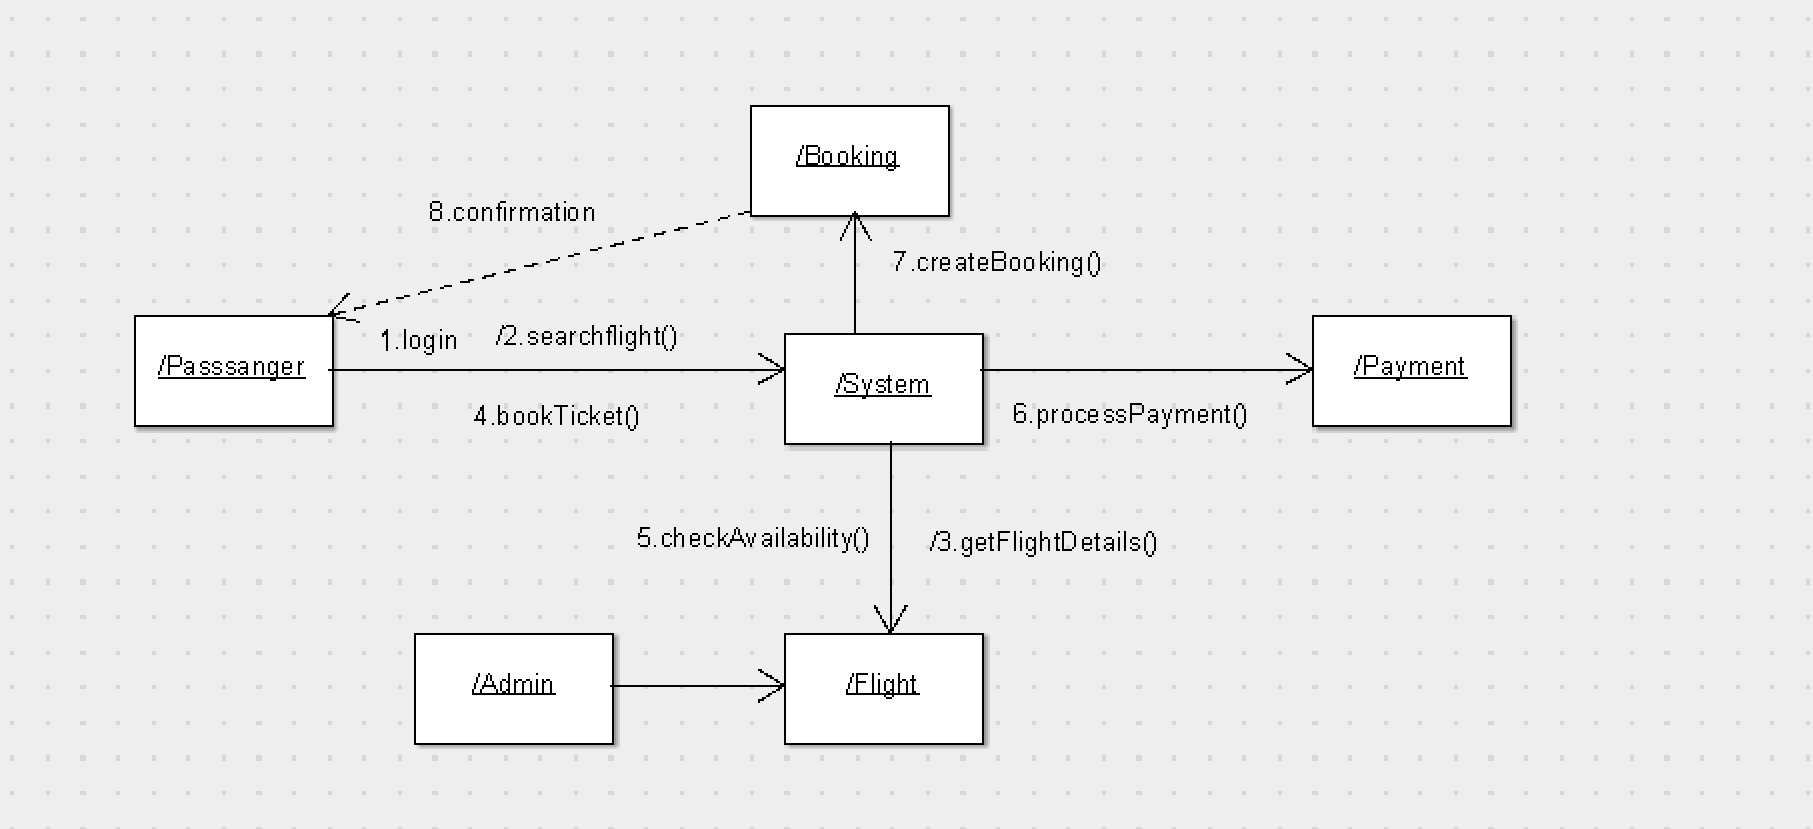 /Booking
8.confirmation
7.createBooking()
1.login
/2.searchflight()
/Passsanger
/System
/Payment
4.bookTicket()
6.processPayment()
5.checkAvailability()
/3.getFlightDetails()
/Admin
/Flight